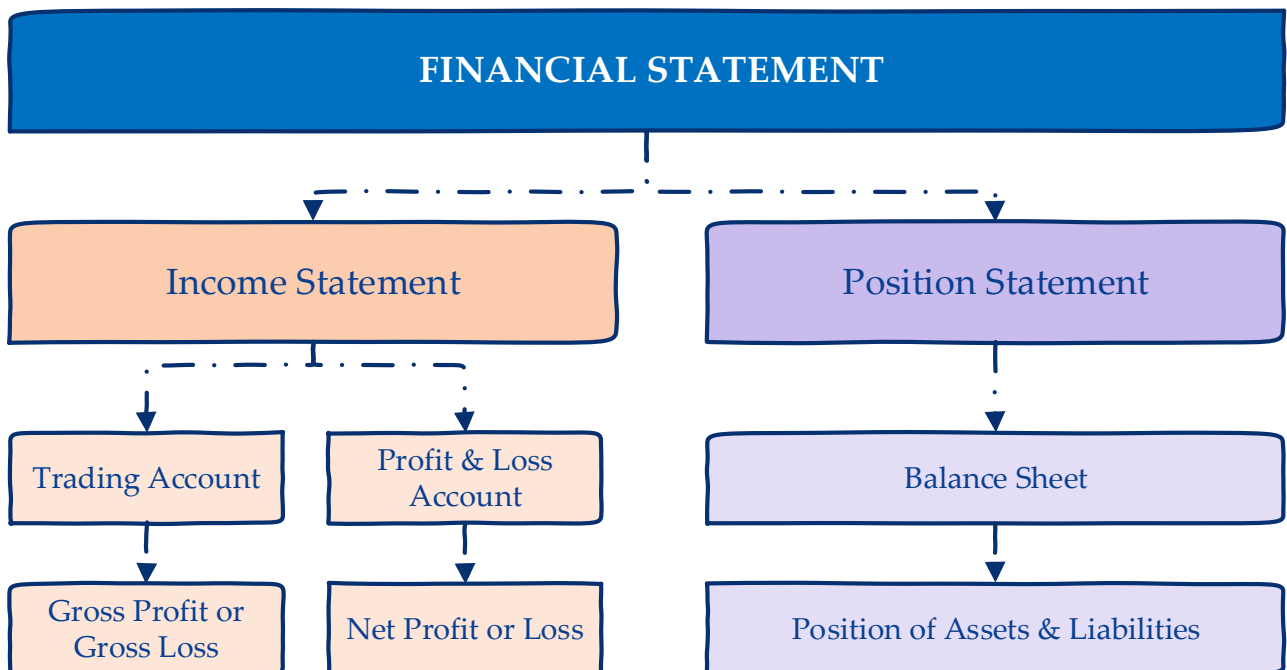 FINANCIAL STATEMENT
Income Statement
Position Statement
Trading Account
Profit & Loss
Account
Balance Sheet
Gross Profit or
Gross Loss
Net Profit or Loss
Position of Assets & Liabilities